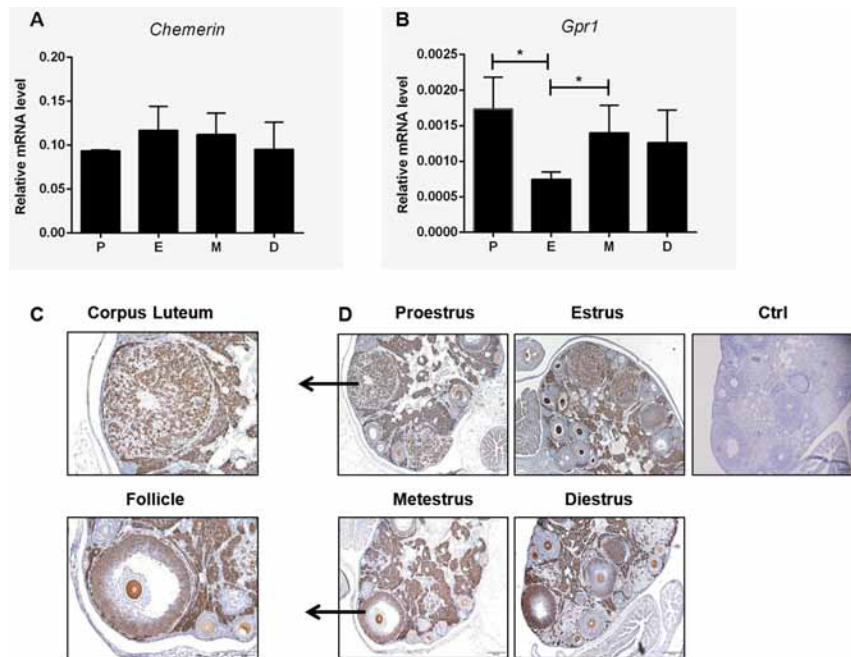 A
Chemerin
Relative mRNA level
0.20
0.15
0.10
0.05
0.00
P E M D
B
Gpr1
Relative mRNA level
0.0025
0.0020
0.0015
0.0010
0.0005
0.0000
* *
P E M D
C
Corpus Luteum
Follicle
D
Proestrus Estrus Ctrl
Metestrus Diestrus